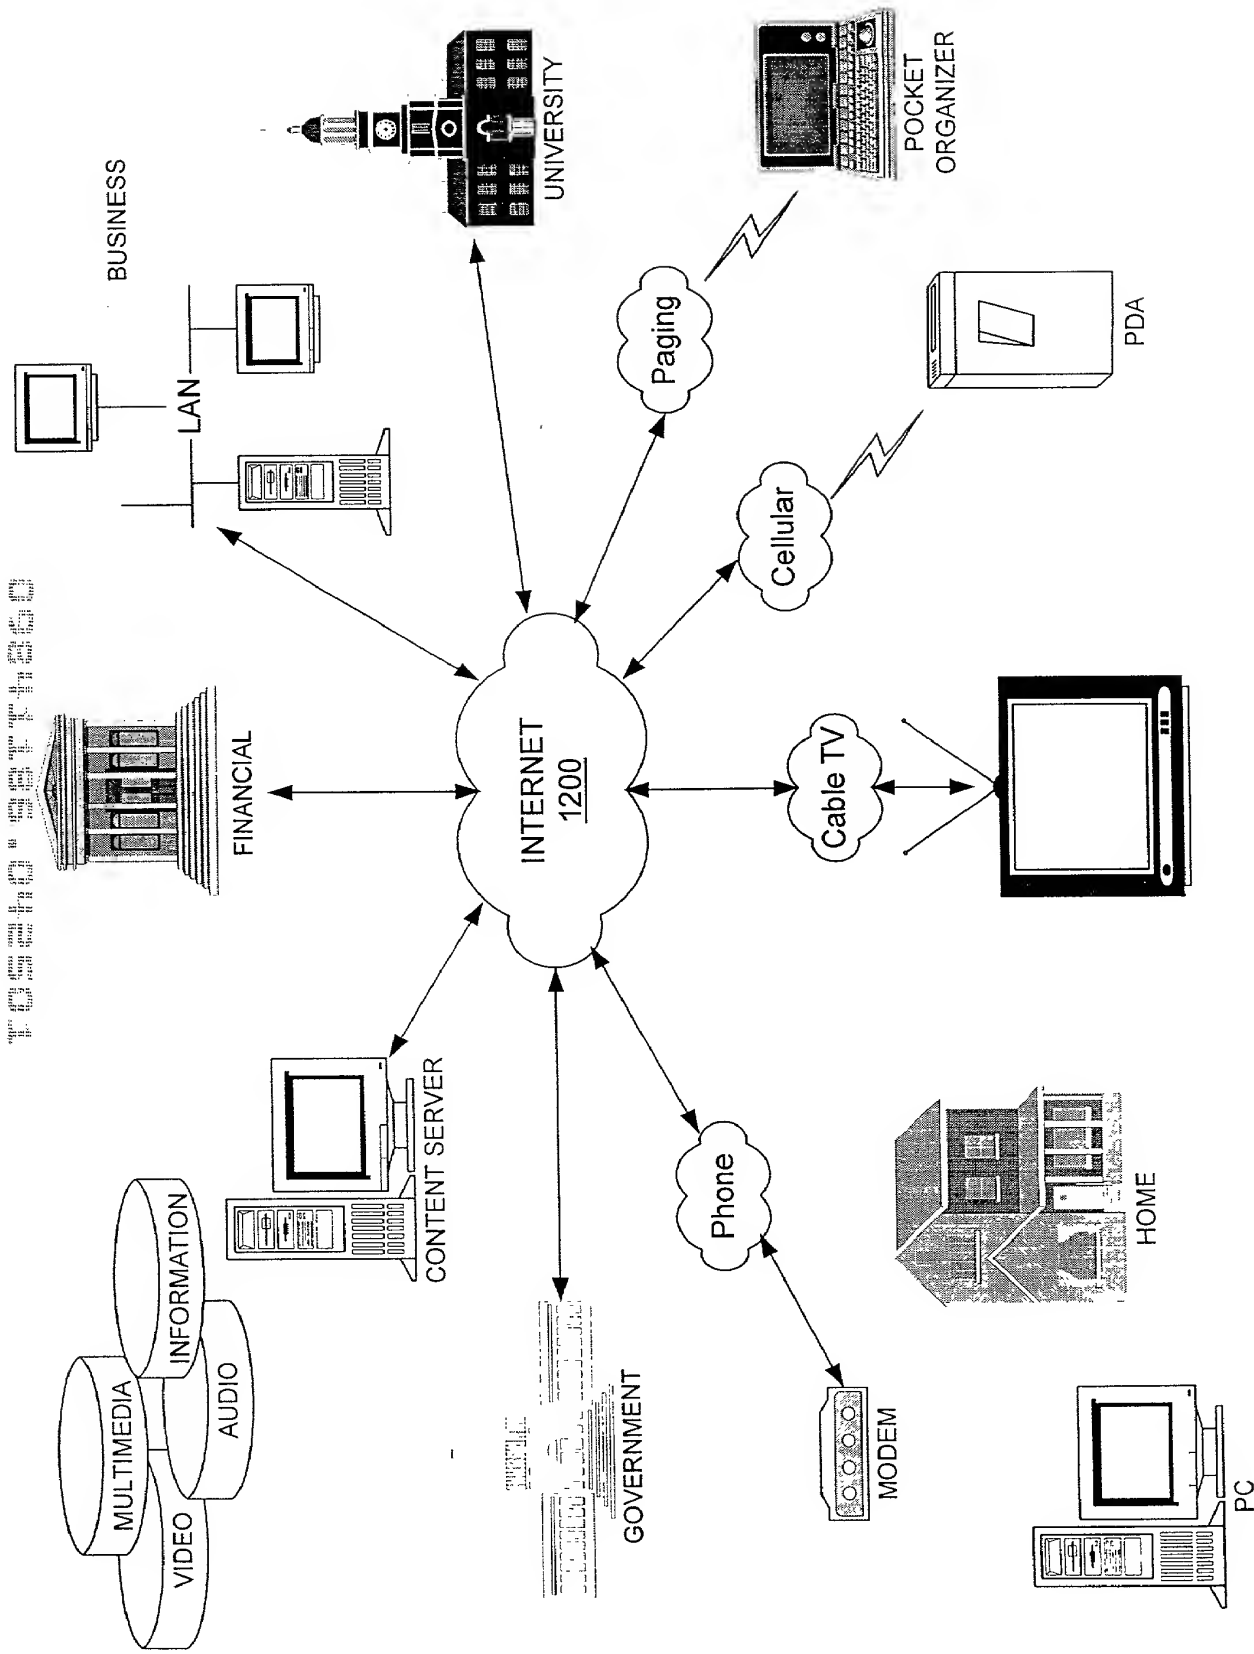 MULTIMEDIA
VIDEO
INFORMATION
AUDIO
CONTENT SERVER
FINANCIAL
BUSINESS
LAN
GOVERNMENT
INTERNET
1200
UNIVERSITY
Phone
Cable TV
Cellular
Paging
MODEM
HOME
PC
PDA
POCKET
ORGANIZER